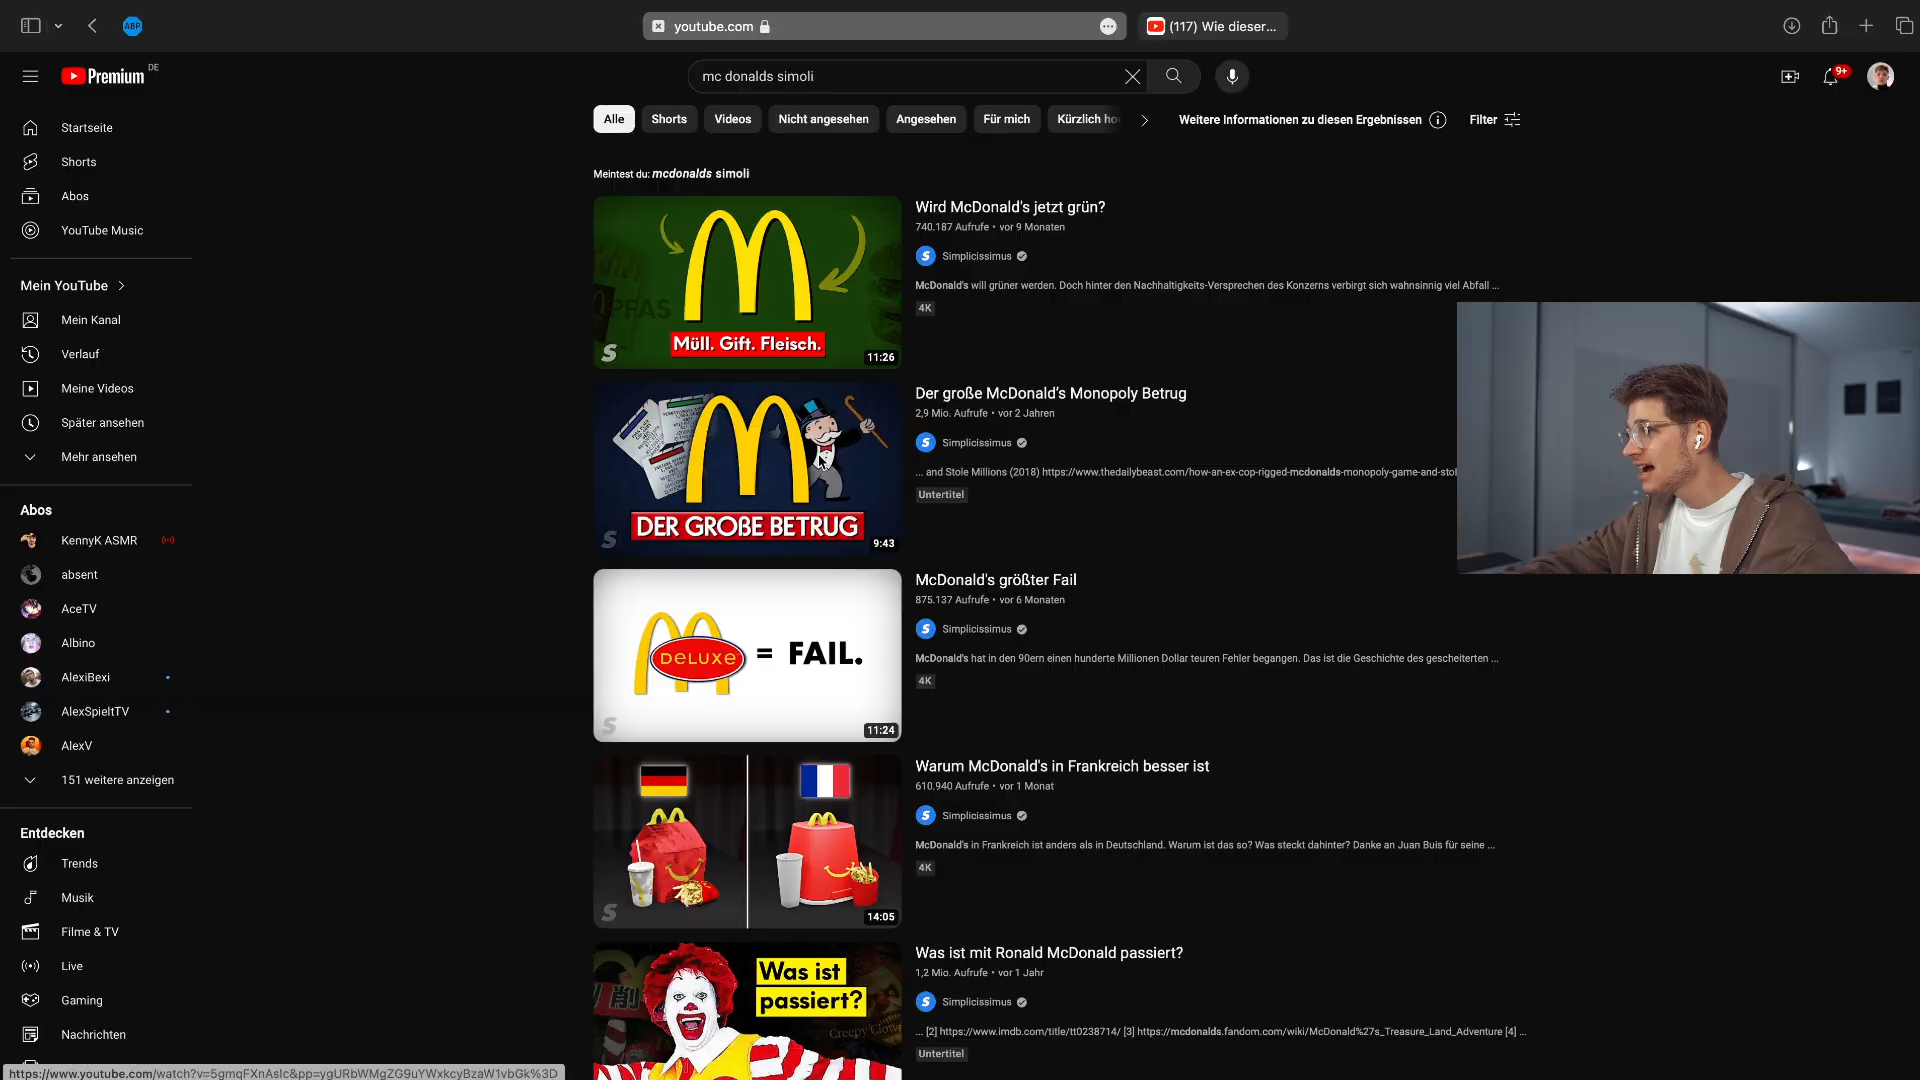 ABP
youtube.com
(117) Wie dieser...
Premium
DE
mc donalds simoli
9+
Alle
Shorts
Videos
Nicht angesehen
Angesehen
Für mich
Kürzlich ho
Weitere Informationen zu diesen Ergebnissen
Filter
Startseite
Shorts
Abos
YouTube Music
Mein YouTube
Mein Kanal
Verlauf
Meine Videos
Später ansehen
Mehr ansehen
Abos
KennyK ASMR
absent
AceTV
Albino
AlexiBexi
AlexSpieltTV
AlexV
151 weitere anzeigen
Entdecken
Trends
Musik
Filme & TV
Live
Gaming
Nachrichten
Meintest du: mcdonalds simoli
PFAS
Müll. Gift. Fleisch.
S
11:26
Wird McDonald's jetzt grün?
740.187 Aufrufe • vor 9 Monaten
S Simplicissimus
McDonald's will grüner werden. Doch hinter den Nachhaltigkeits-Versprechen des Konzerns verbirgt sich wahnsinnig viel Abfall ...
4K
DER GROßE BETRUG
S
9:43
Der große McDonald’s Monopoly Betrug
2,9 Mio. Aufrufe • vor 2 Jahren
S Simplicissimus
... and Stole Millions (2018) https://www.thedailybeast.com/how-an-ex-cop-rigged-mcdonalds-monopoly-game-and-stol
Untertitel
DeLUXe = FAIL.
S
11:24
McDonald's größter Fail
875.137 Aufrufe • vor 6 Monaten
S Simplicissimus
McDonald's hat in den 90ern einen hunderte Millionen Dollar teuren Fehler begangen. Das ist die Geschichte des gescheiterten ...
4K
S
14:05
Warum McDonald's in Frankreich besser ist
610.940 Aufrufe • vor 1 Monat
S Simplicissimus
McDonald's in Frankreich ist anders als in Deutschland. Warum ist das so? Was steckt dahinter? Danke an Juan Buis für seine ...
4K
Was ist
passiert?
Creepy Clow
Was ist mit Ronald McDonald passiert?
1,2 Mio. Aufrufe • vor 1 Jahr
S Simplicissimus
... [2] https://www.imdb.com/title/tt0238714/ [3] https://mcdonalds.fandom.com/wiki/McDonald%27s_Treasure_Land_Adventure [4] ...
Untertitel
https://www.youtube.com/watch?v=5gmqFXnAsIc&pp=ygURbWMgZG9uYWxkcyBzaW1vbGk%3D